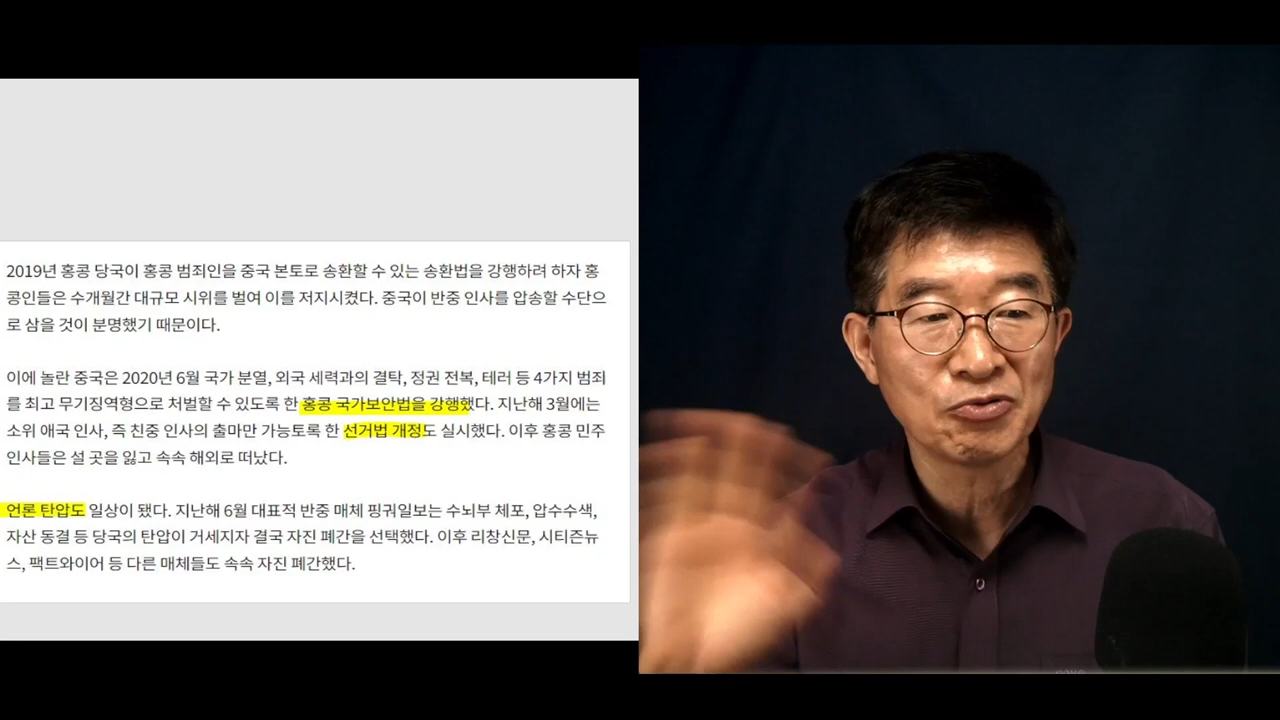 2019년 홍콩 당국이 홍콩 범죄인을 중국 본토로 송환할 수 있는 송환법을 강행하려 하자 홍
콩인들은 수개월간 대규모 시위를 벌여 이를 저지시켰다. 중국이 반중 인사를 압송할 수단으
로 삼을 것이 분명했기 때문이다.
이에 놀란 중국은 2020년 6월 국가 분열, 외국 세력과의 결탁, 정권 전복, 테러 등 4가지 범죄
를 최고 무기징역형으로 처벌할 수 있도록 한 홍콩 국가보안법을 강행했다. 지난해 3월에는
소위 애국 인사, 즉 친중 인사의 출마만 가능토록 한 선거법 개정도 실시했다. 이후 홍콩 민주
인사들은 설 곳을 잃고 속속 해외로 떠났다.
언론 탄압도 일상이 됐다. 지난해 6월 대표적 반중 매체 핑궈일보는 수뇌부 체포, 압수수색,
자산 동결 등 당국의 탄압이 거세지자 결국 자진 폐간을 선택했다. 이후 리창신문, 시티즌뉴
스, 팩트와이어 등 다른 매체들도 속속 자진 폐간했다.